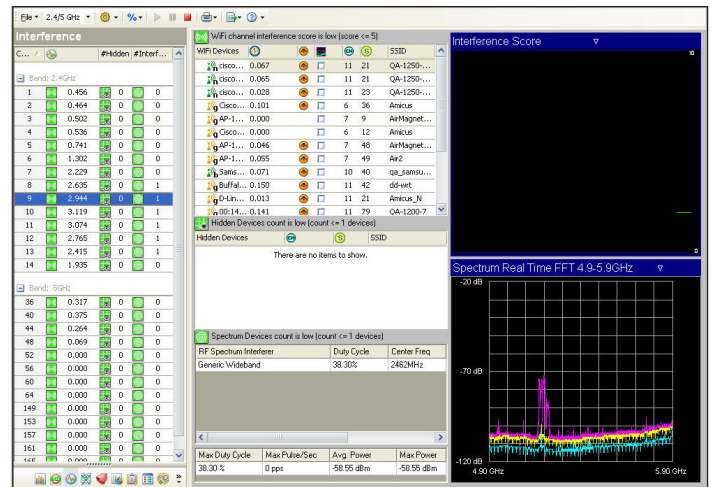 File 2.4/5 GHz
Interference
C... #Hidden #Interf...
Band: 2.4GHz
1 0.456 0 0
2 0.464 0 0
3 0.502 0 0
4 0.536 0 0
5 0.741 0 0
6 1.302 0 0
7 2.229 0 0
8 2.635 0 1
9 2.944 0 1
10 3.119 0 1
11 3.074 0 1
12 2.765 0 1
13 2.415 0 1
14 1.935 0 0
Band: 5GHz
36 0.317 0 0
40 0.375 0 0
44 0.264 0 0
48 0.069 0 0
52 0.000 0 0
56 0.000 0 0
60 0.000 0 0
64 0.000 0 0
149 0.000 0 0
153 0.000 0 0
157 0.000 0 0
161 0.000 0 0
165 0.000 0 0
WiFi channel interference score is low (score <= 5)
WiFi Devices SSID
cisco... 0.067 11 21 QA-1250-...
cisco... 0.065 11 21 QA-1250-...
cisco... 0.028 11 23 QA-1250-...
g Cisco... 0.101 6 36 Amicus
g AP-1... 0.000 7 9 AirMagnet...
g Cisco... 0.000 6 12 Amicus
g AP-1... 0.046 7 48 AirMagnet...
g AP-1... 0.055 7 49 Air2
b Sams... 0.071 10 40 qa_samsu...
g Buffal... 0.150 11 42 dd-wrt
g D-Lin... 0.013 11 21 Amicus_N
00:14... 0.141 11 79 QA-1200-7
Hidden Devices count is low (count <= 1 devices)
Hidden Devices SSID
There are no items to show.
Spectrum Devices count is low (count <= 1 devices)
RF Spectrum Interferer Duty Cycle Center Freq
Generic Wideband 38.30% 2462MHz
Max Duty Cycle Max Pulse/Sec Avg. Power Max Power
38.30 % 0 pps -58.55 dBm -58.55 dBm
Interference Score
10
0
Spectrum Real Time FFT 4.9-5.9GHz
-20 dB
-70 dB
-120 dB
4.90 GHz 5.90 GHz